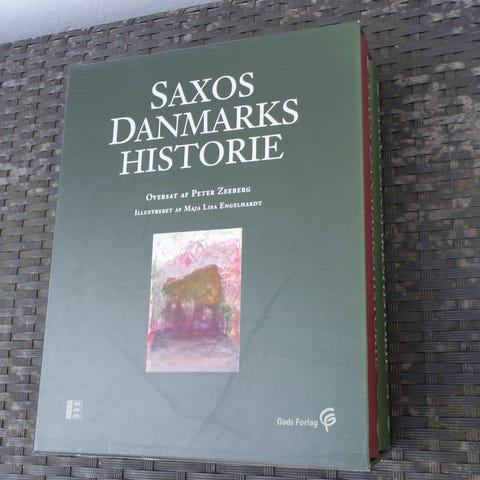 SAXOS
DANMARKS
HISTORIE
OVERSAT AF PETER ZEEBERG
ILLUSTRERET AF MAJA LISA ENGELHARDT
Gads Forlag